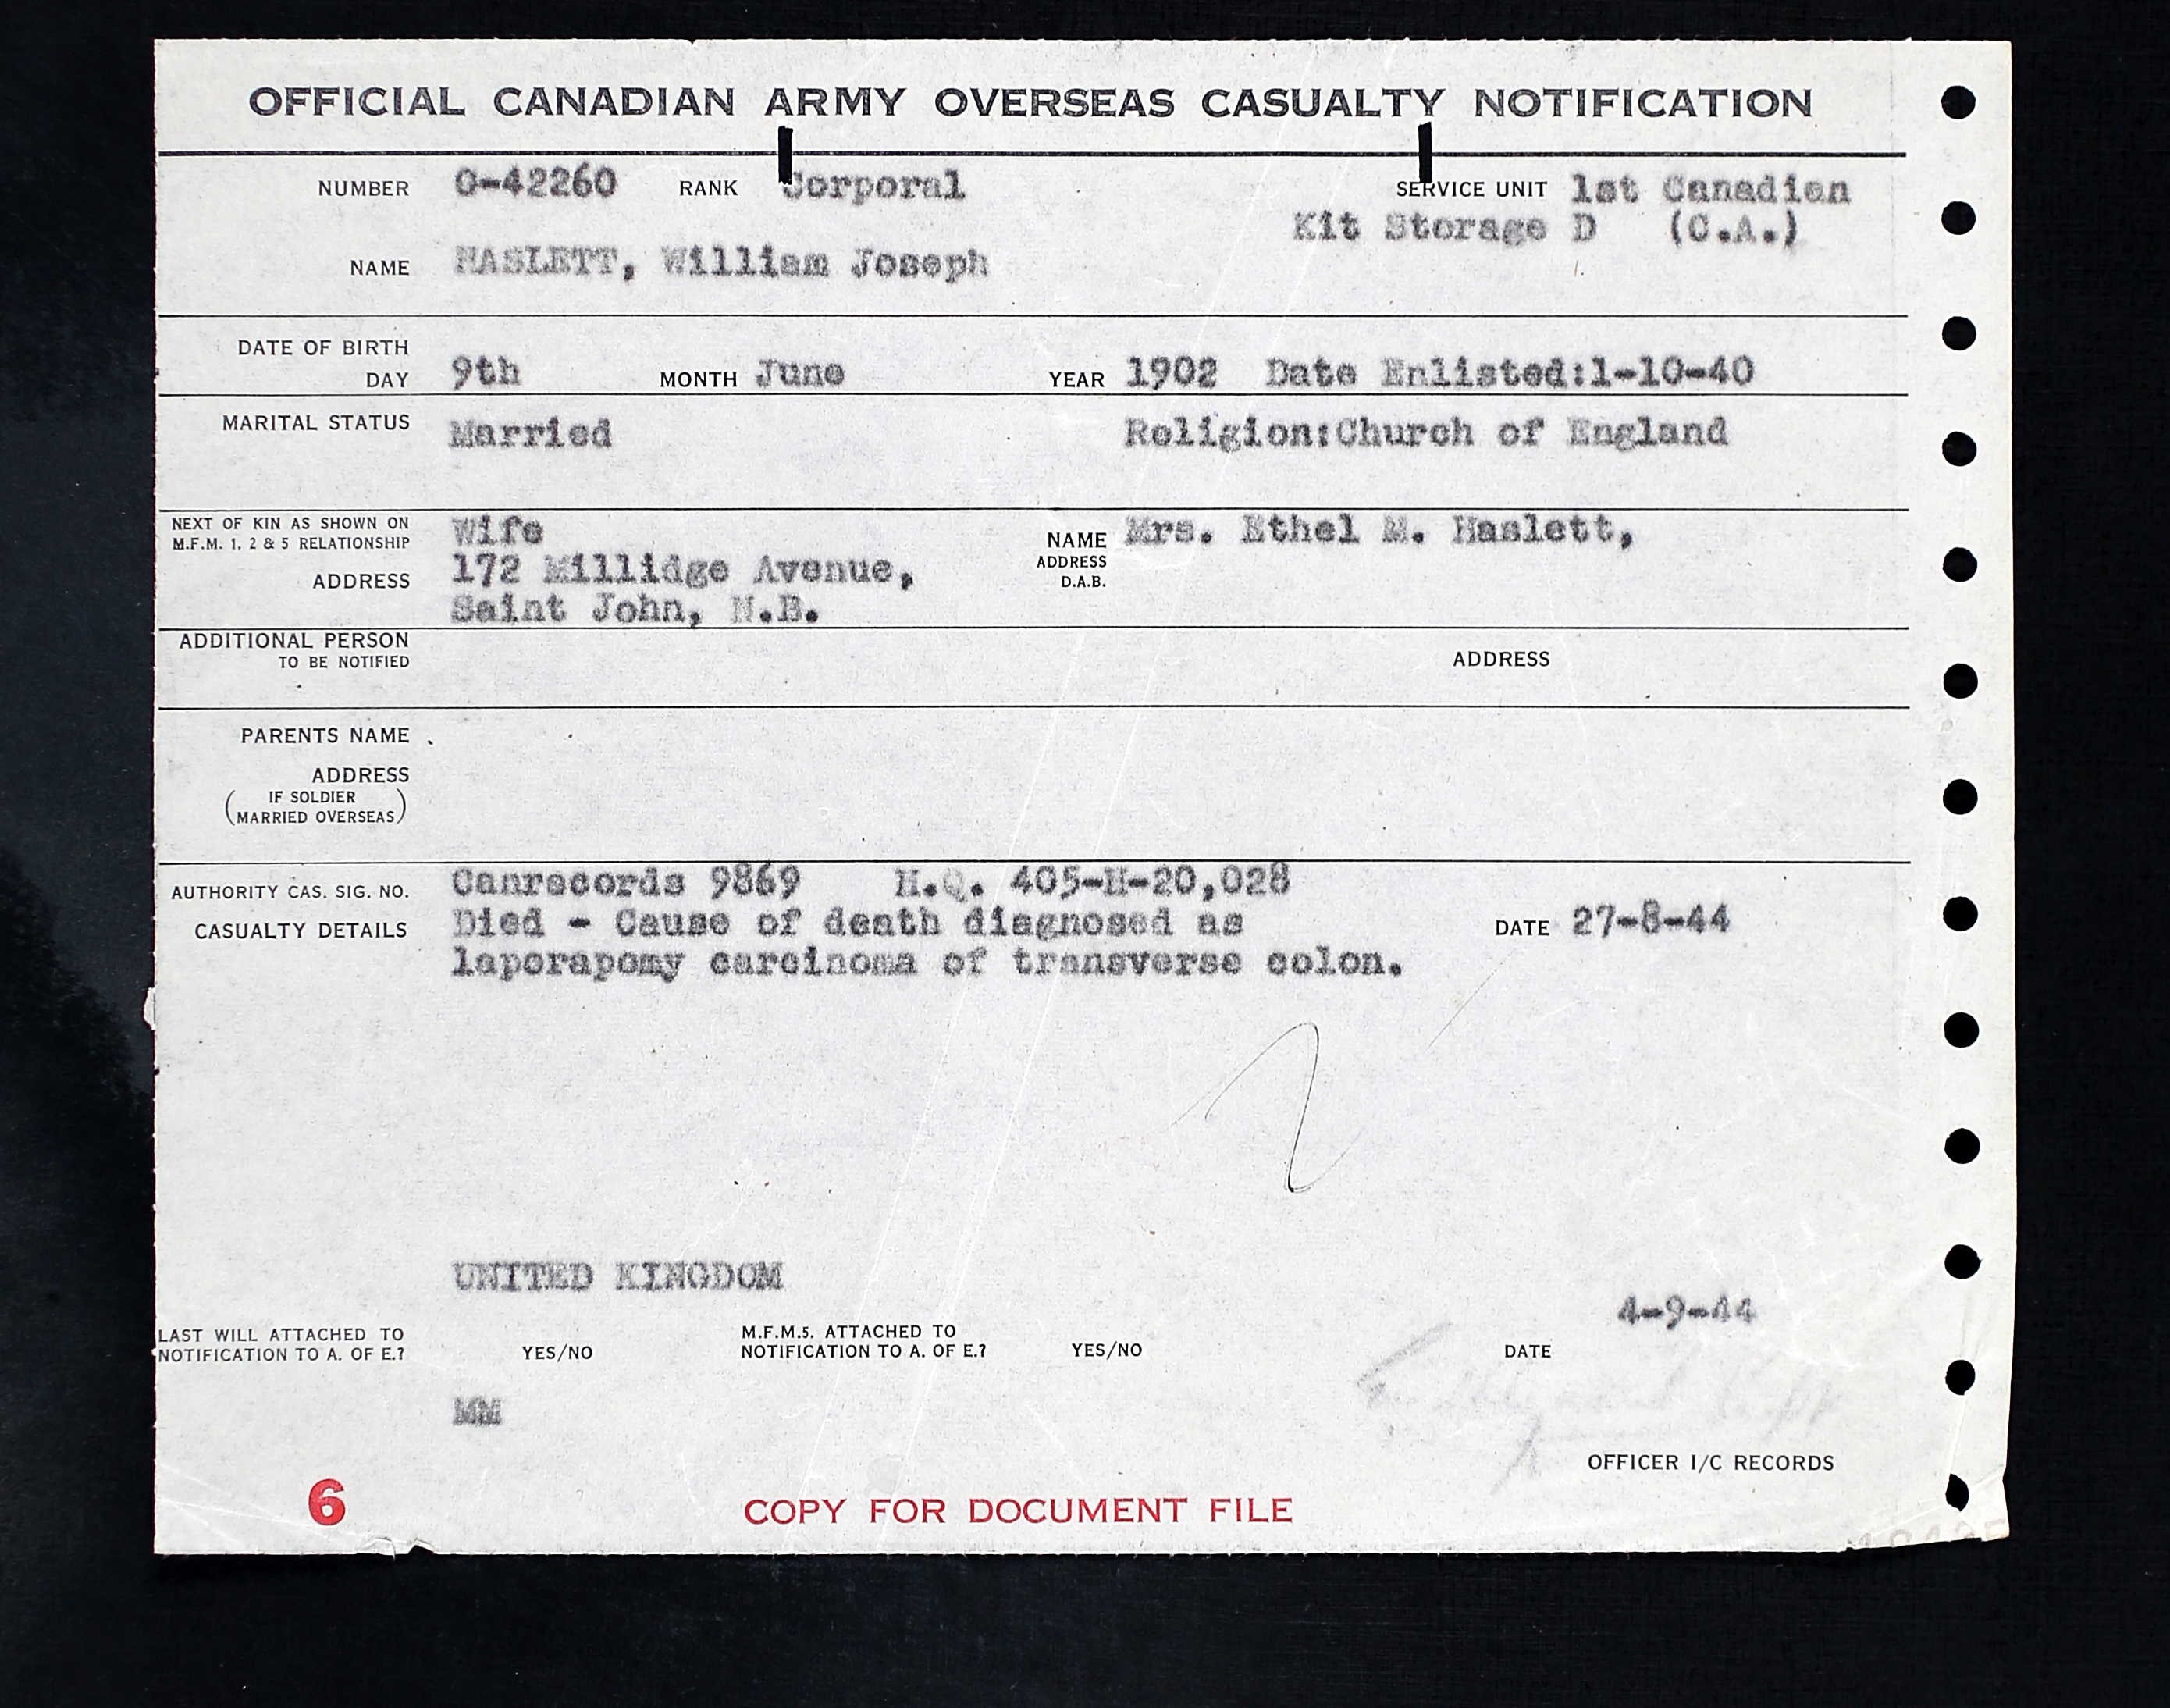 OFFICIAL CANADIAN ARMY OVERSEAS CASUALTY NOTIFICATION
NUMBER G-42260 RANK Corporal SERVICE UNIT 1st Canadian
Kit Storage D (C.A.)
NAME HASLETT, William Joseph
DATE OF BIRTH
DAY 9th MONTH June YEAR 1902 Date Enlisted:1-10-40
MARITAL STATUS Married Religion:Church of England
NEXT OF KIN AS SHOWN ON
M.F.M. 1, 2 & 5 RELATIONSHIP Wife NAME Mrs. Ethel M. Haslett,
ADDRESS 172 Millidge Avenue, ADDRESS
D.A.B.
Saint John, N.B.
ADDITIONAL PERSON
TO BE NOTIFIED ADDRESS
PARENTS NAME
ADDRESS
(IF SOLDIER
MARRIED OVERSEAS)
AUTHORITY CAS. SIG. NO. Canrecords 9869 H.Q. 405-H-20,028
CASUALTY DETAILS Died - Cause of death diagnosed as DATE 27-8-44
laporapomy carcinoma of transverse colon.
UNITED KINGDOM
4-9-44
LAST WILL ATTACHED TO
NOTIFICATION TO A. OF E.? YES/NO M.F.M.5. ATTACHED TO
NOTIFICATION TO A. OF E.? YES/NO DATE
MM
OFFICER I/C RECORDS
6 COPY FOR DOCUMENT FILE